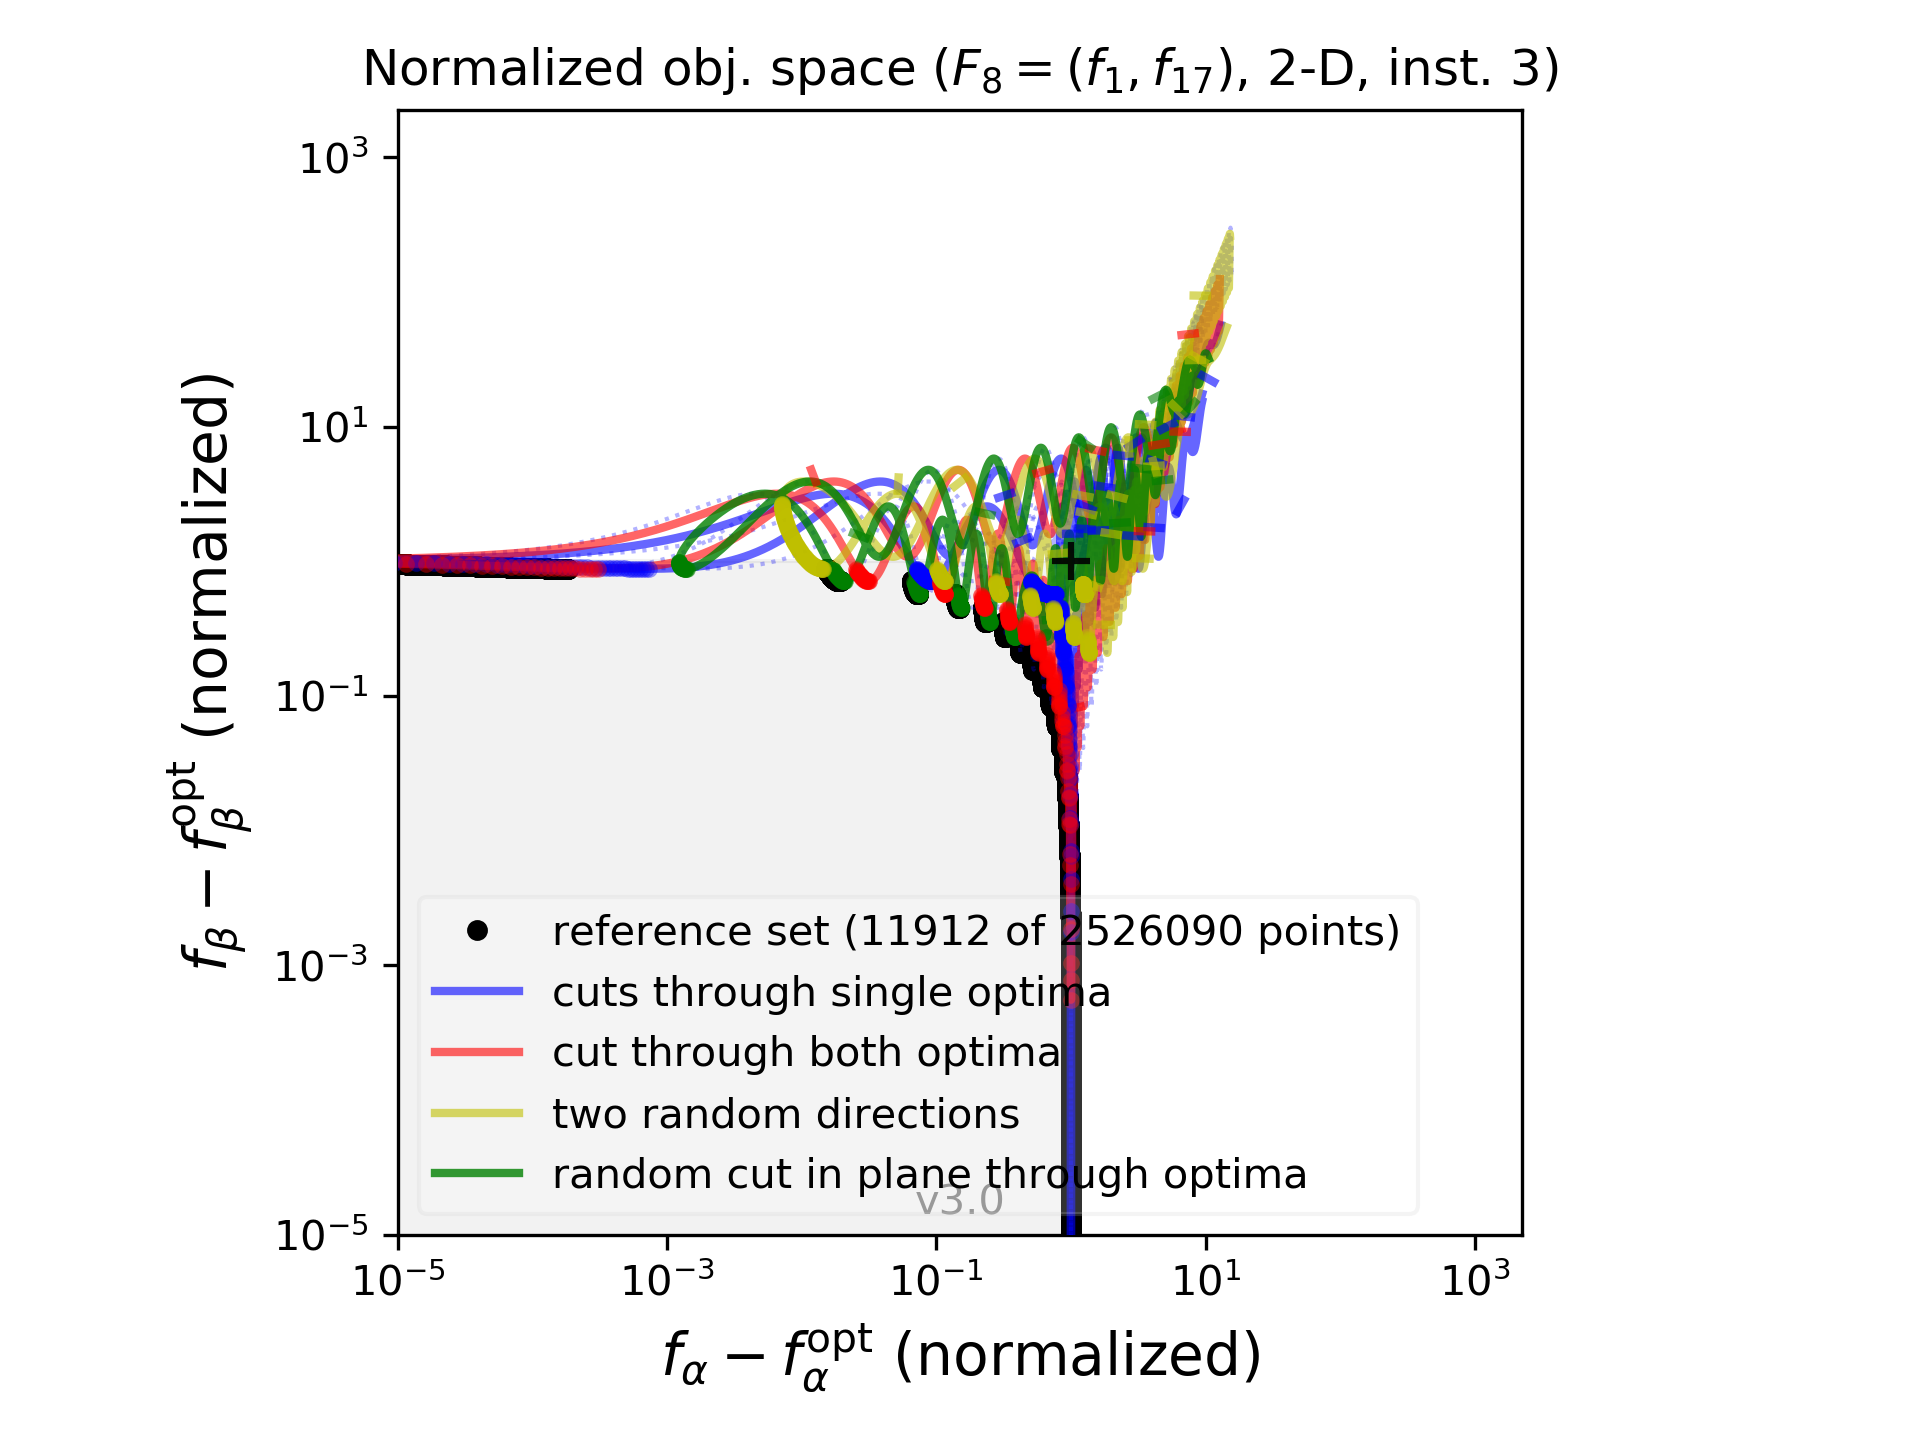 Normalized obj. space (F₈ = (f₁, f₁₇), 2-D, inst. 3)
10³
10¹
10⁻¹
10⁻³
10⁻⁵
f_β − f_β^opt (normalized)
reference set (11912 of 2526090 points)
cuts through single optima
cut through both optima
two random directions
random cut in plane through optima
v3.0
10⁻⁵ 10⁻³ 10⁻¹ 10¹ 10³
f_α − f_α^opt (normalized)